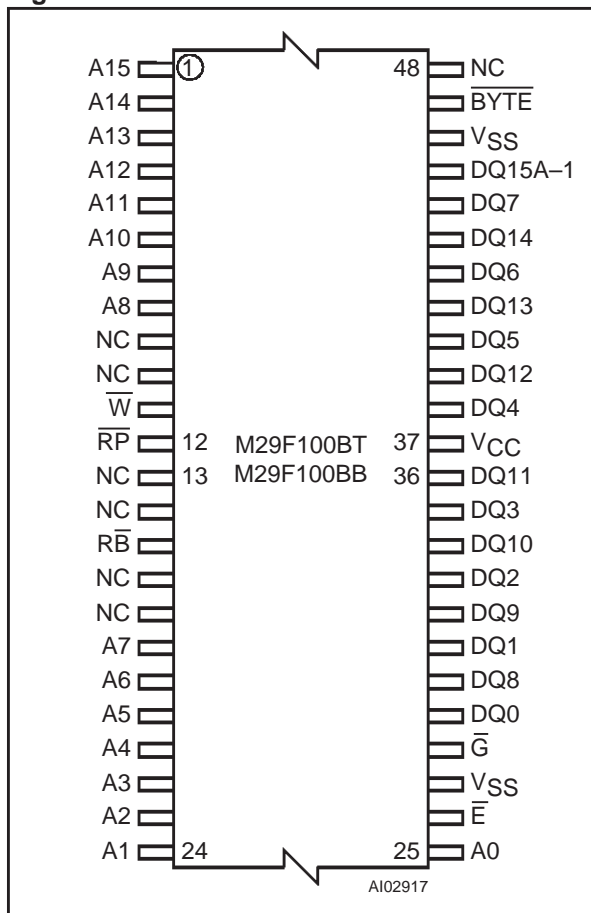 A15 1 48 NC
A14 B̅Y̅T̅E̅
A13 VSS
A12 DQ15A–1
A11 DQ7
A10 DQ14
A9 DQ6
A8 DQ13
NC DQ5
NC DQ12
W̅ DQ4
R̅P̅ 12 M29F100BT 37 VCC
NC 13 M29F100BB 36 DQ11
NC DQ3
RB̅ DQ10
NC DQ2
NC DQ9
A7 DQ1
A6 DQ8
A5 DQ0
A4 G̅
A3 VSS
A2 E̅
A1 24 25 A0
AI02917